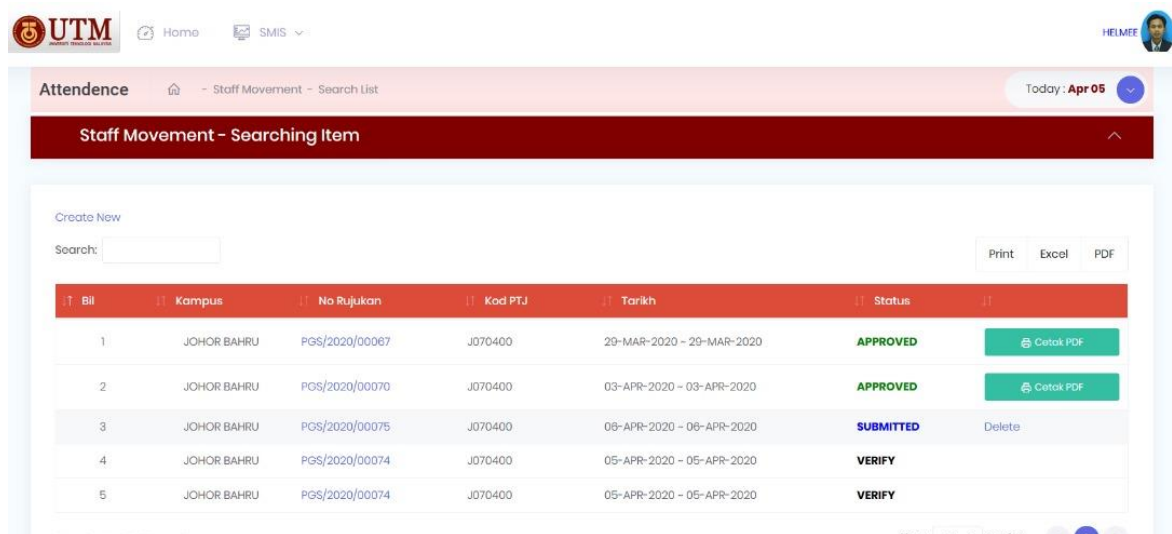 UTM
UNIVERSITI TEKNOLOGI MALAYSIA
Home SMIS
HELMEE
Attendence - Staff Movement - Search List Today : Apr 05
Staff Movement - Searching Item
Create New
Search: Print Excel PDF
Bil Kampus No Rujukan Kod PTJ Tarikh Status
1 JOHOR BAHRU PGS/2020/00067 J070400 29-MAR-2020 - 29-MAR-2020 APPROVED Cetak PDF
2 JOHOR BAHRU PGS/2020/00070 J070400 03-APR-2020 - 03-APR-2020 APPROVED Cetak PDF
3 JOHOR BAHRU PGS/2020/00075 J070400 06-APR-2020 - 06-APR-2020 SUBMITTED Delete
4 JOHOR BAHRU PGS/2020/00074 J070400 05-APR-2020 - 05-APR-2020 VERIFY
5 JOHOR BAHRU PGS/2020/00074 J070400 05-APR-2020 - 05-APR-2020 VERIFY